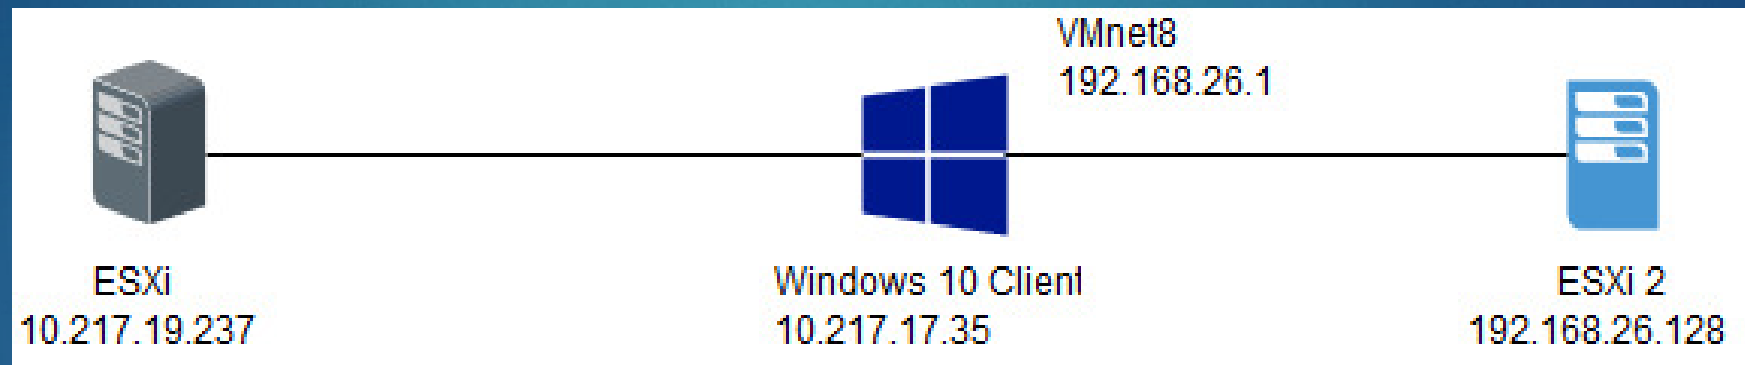 VMnet8
192.168.26.1
ESXi
10.217.19.237
Windows 10 Client
10.217.17.35
ESXi 2
192.168.26.128